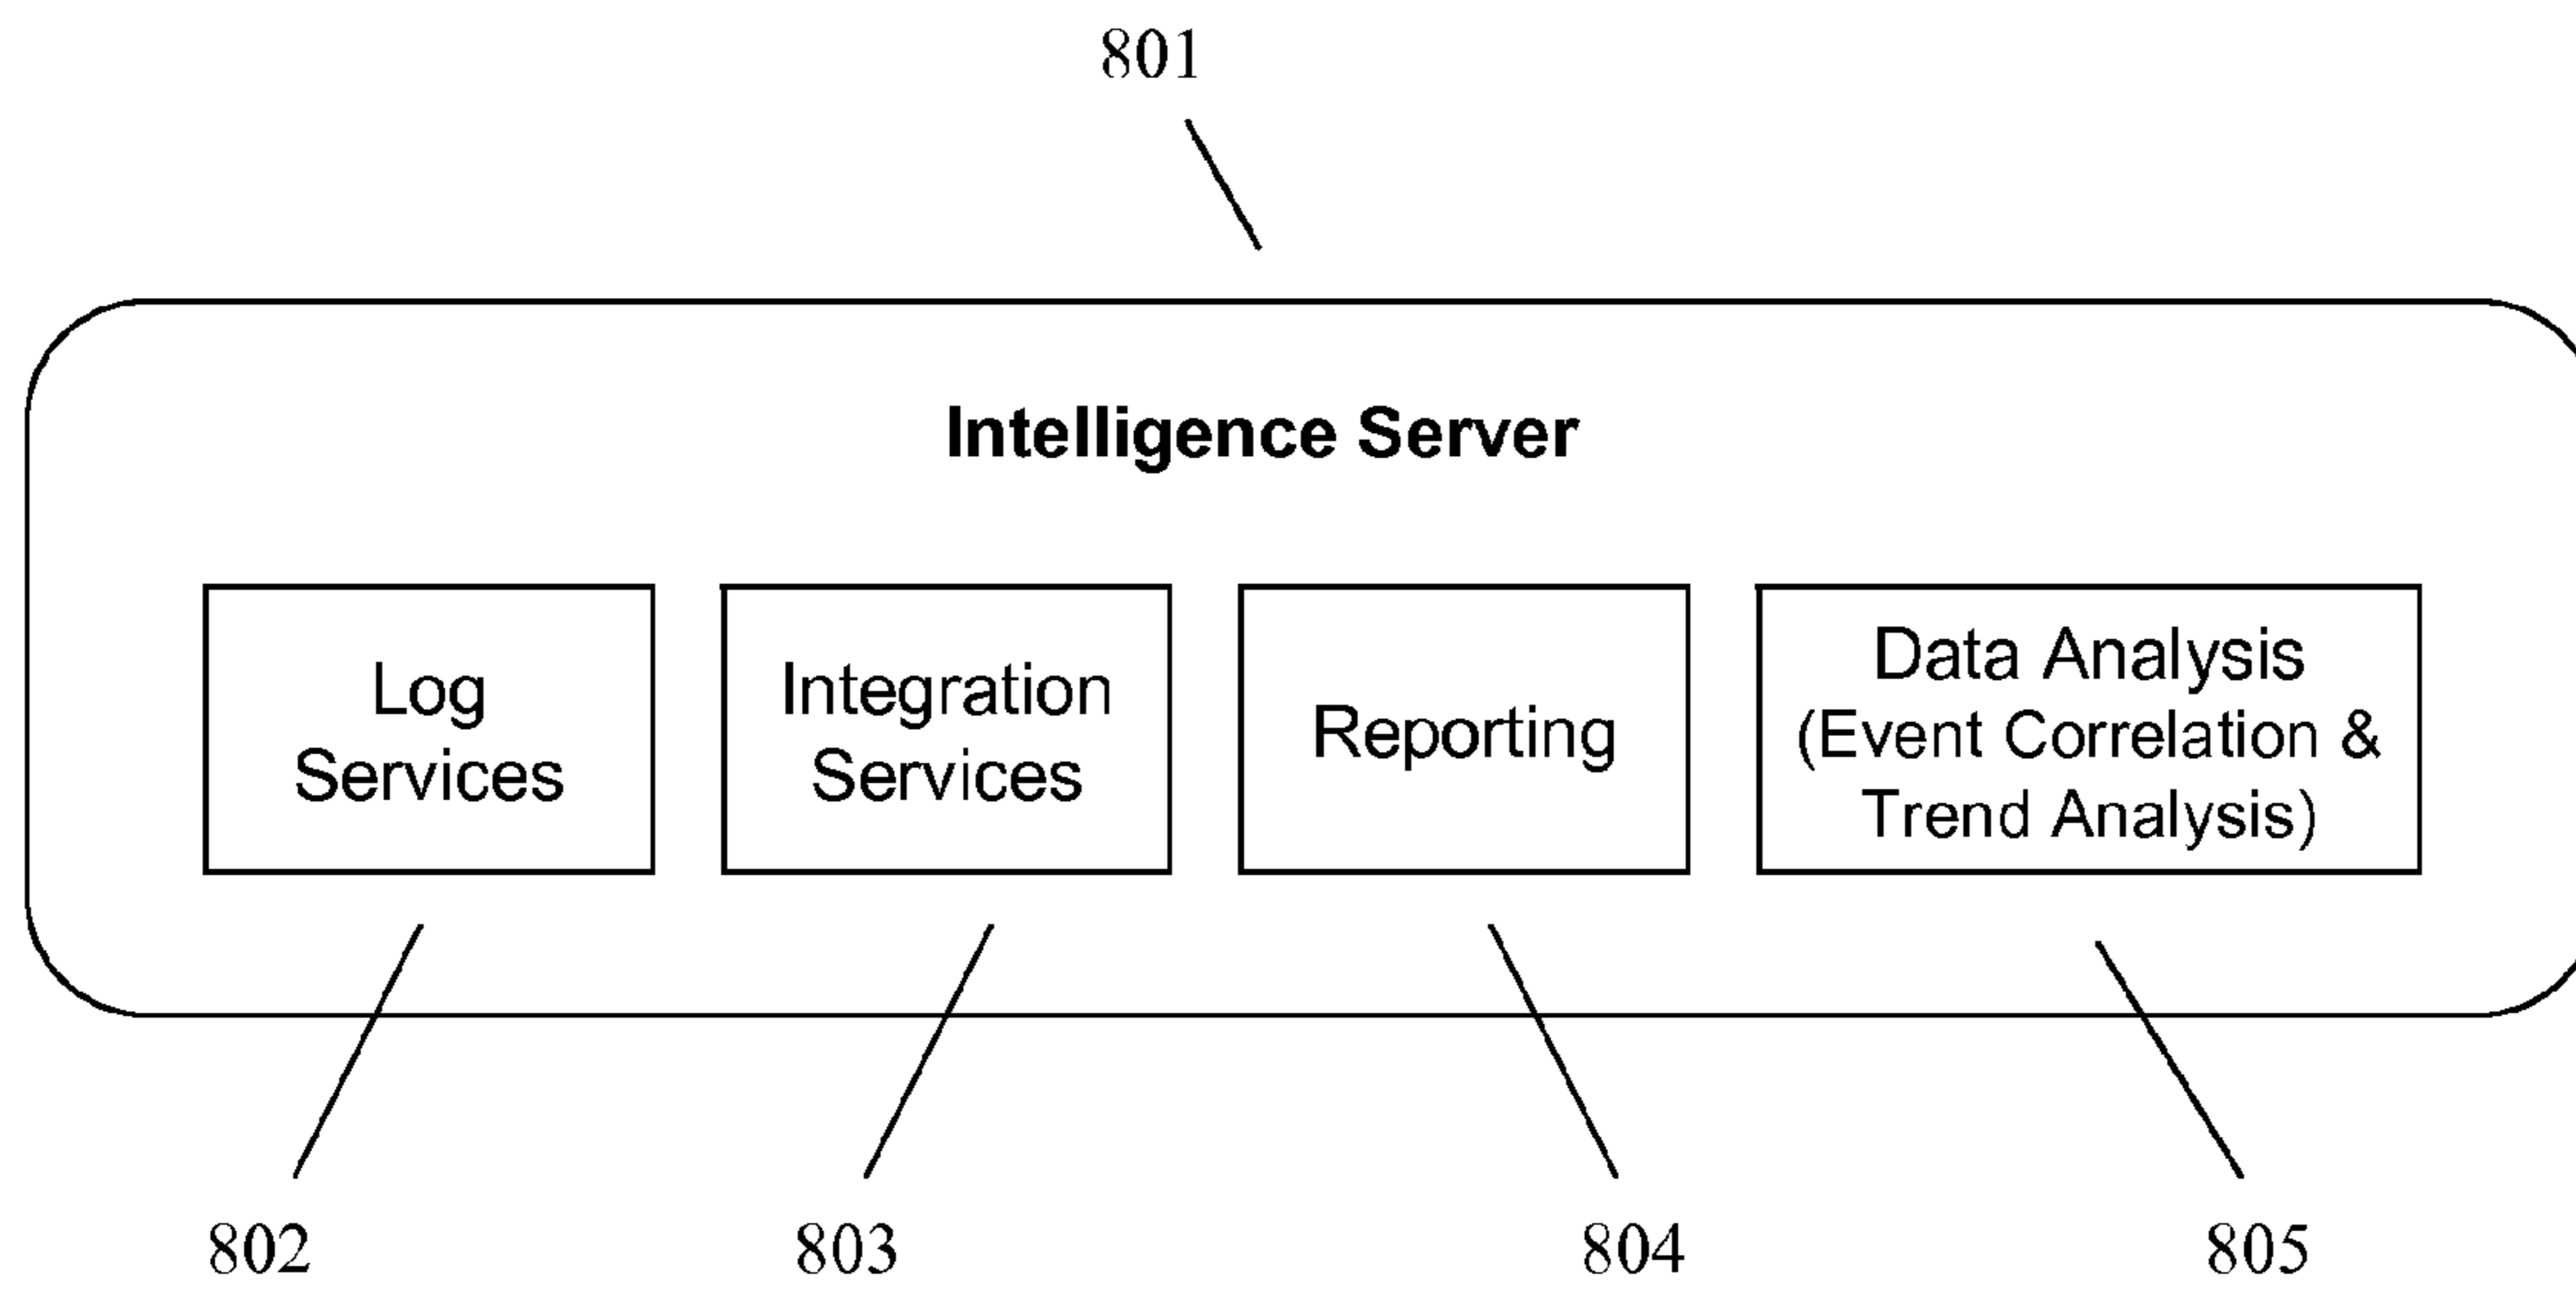 801
Intelligence Server
Log
Services
Integration
Services
Reporting
Data Analysis
(Event Correlation &
Trend Analysis)
802
803
804
805